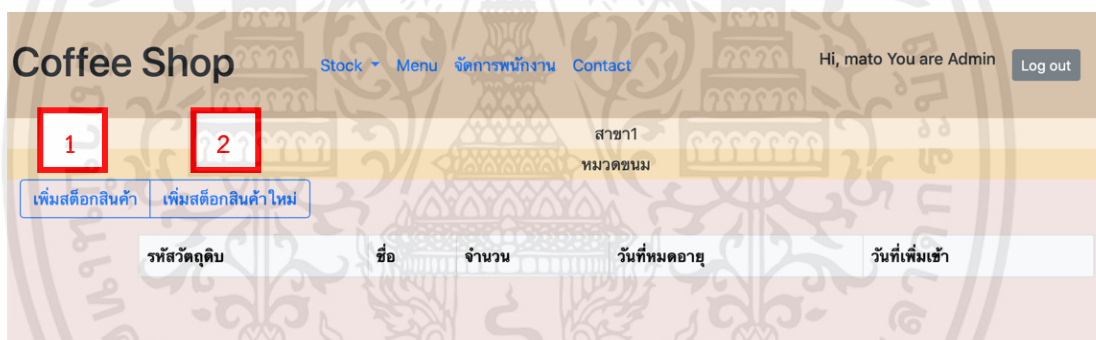 Coffee Shop Stock Menu จัดการพนักงาน Contact Hi, mato You are Admin Log out
1 2
สาขา1
หมวดขนม
เพิ่มสต็อกสินค้า เพิ่มสต็อกสินค้าใหม่
รหัสวัตถุดิบ ชื่อ จำนวน วันที่หมดอายุ วันที่เพิ่มเข้า